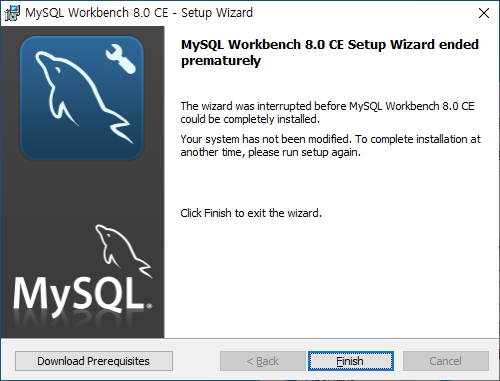 MySQL Workbench 8.0 CE - Setup Wizard
MySQL Workbench 8.0 CE Setup Wizard ended
prematurely
The wizard was interrupted before MySQL Workbench 8.0 CE
could be completely installed.
Your system has not been modified. To complete installation at
another time, please run setup again.
Click Finish to exit the wizard.
MySQL®
Download Prerequisites
< Back
Finish
Cancel